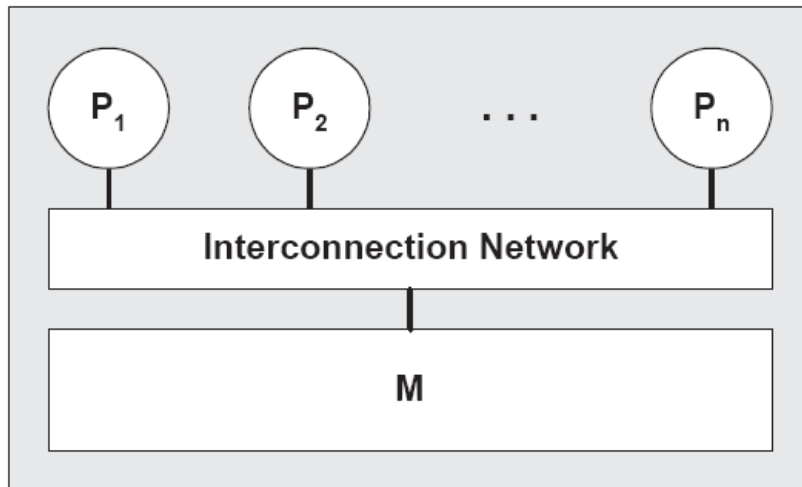 P1 P2 . . . Pn
Interconnection Network
M